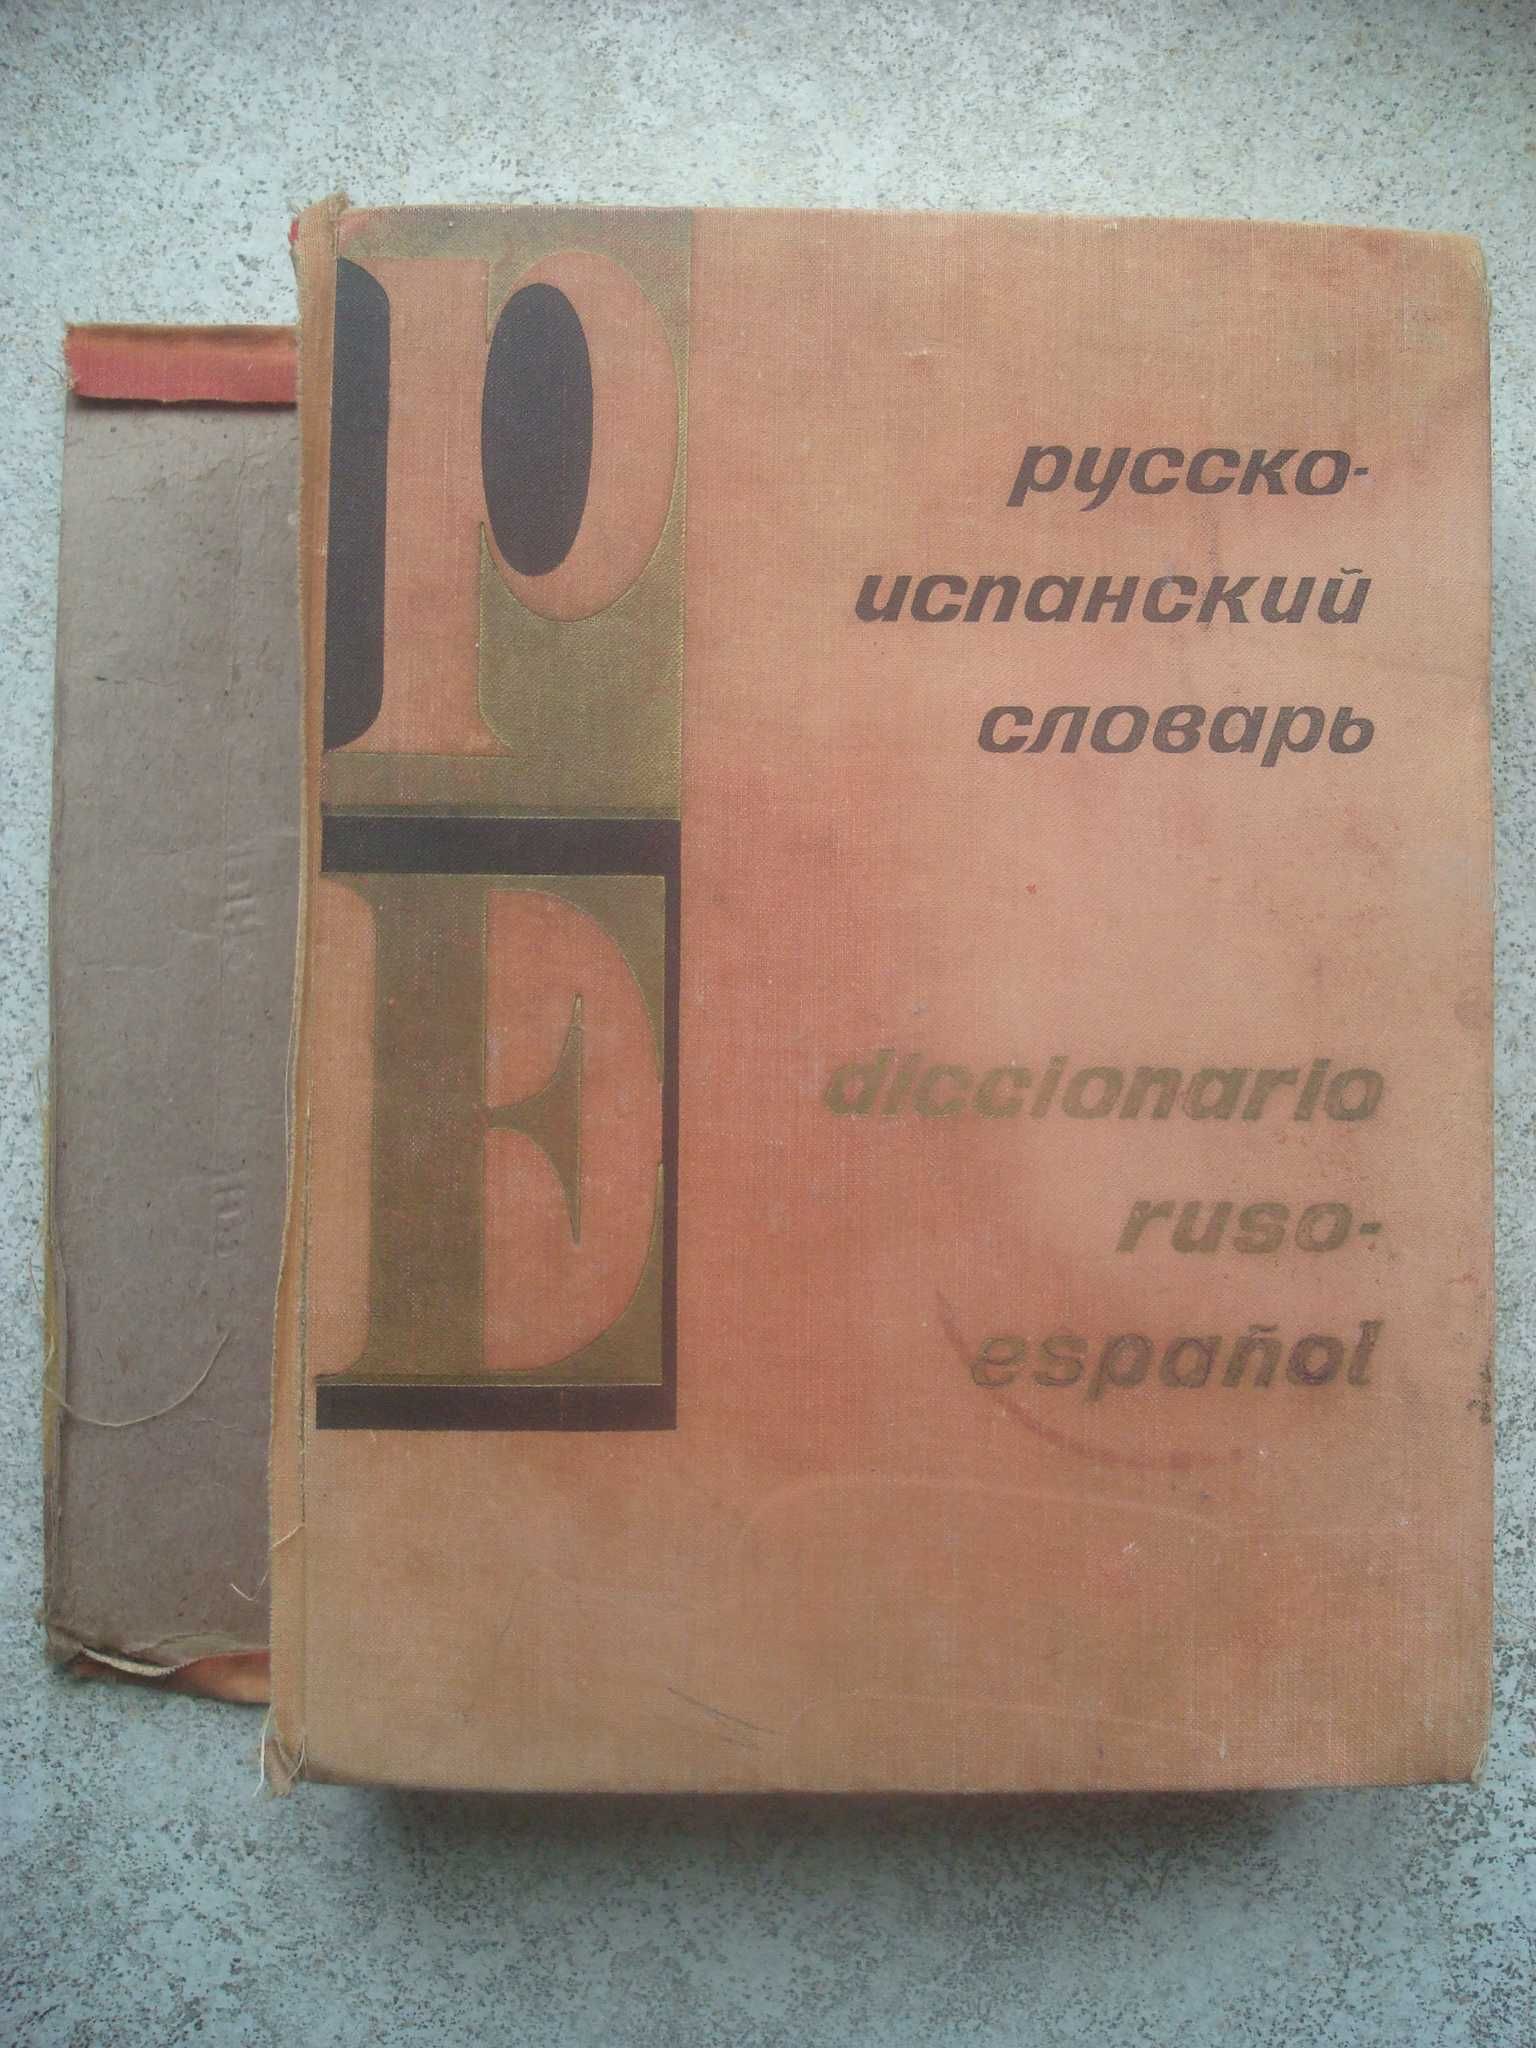 Р
E
русско-
испанский
словарь
diccionario
ruso-
español